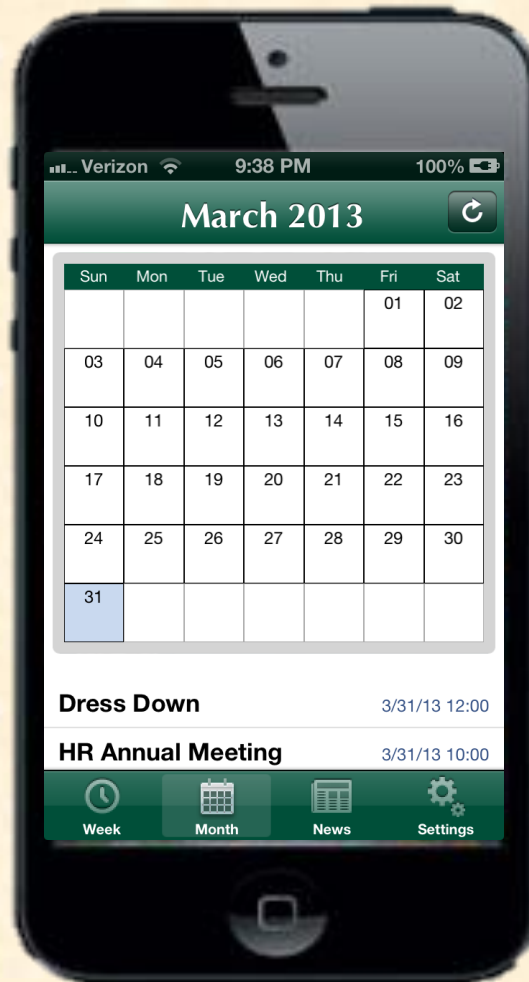 Verizon 9:38 PM 100%
March 2013
Sun Mon Tue Wed Thu Fri Sat
01 02
03 04 05 06 07 08 09
10 11 12 13 14 15 16
17 18 19 20 21 22 23
24 25 26 27 28 29 30
31
Dress Down 3/31/13 12:00
HR Annual Meeting 3/31/13 10:00
Week Month News Settings